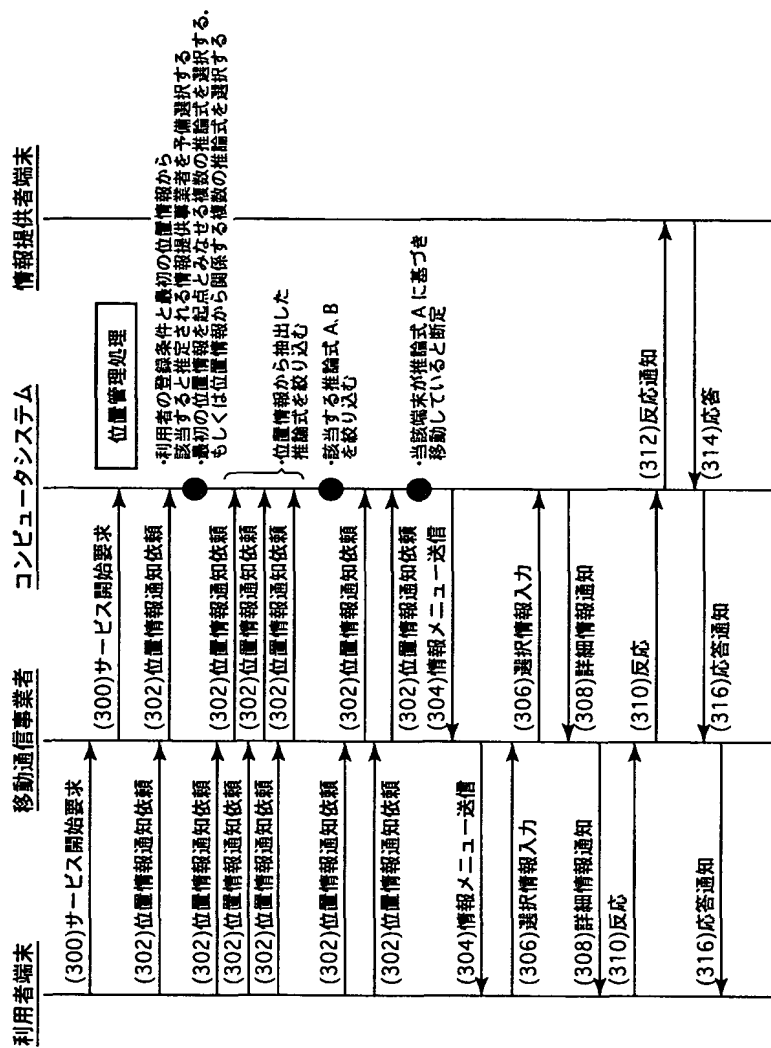 利用者端末
移動通信事業者
コンピュータシステム
情報提供者端末
位置管理処理
(300)サービス開始要求
(300)サービス開始要求
(302)位置情報通知依頼
(302)位置情報通知依頼
・利用者の登録条件と最初の位置情報から
該当すると推定される情報提供事業者を予備選択する
・最初の位置情報を起点とみなせる複数の推論式を選択する、
もしくは位置情報から関係する複数の推論式を選択する
(302)位置情報通知依頼
(302)位置情報通知依頼
(302)位置情報通知依頼
(302)位置情報通知依頼
(302)位置情報通知依頼
(302)位置情報通知依頼
・位置情報から抽出した
推論式を絞り込む
・該当する推論式A、B
を絞り込む
(302)位置情報通知依頼
(302)位置情報通知依頼
(302)位置情報通知依頼
(302)位置情報通知依頼
・当該端末が推論式Aに基づき
移動していると断定
(304)情報メニュー送信
(304)情報メニュー送信
(306)選択情報入力
(306)選択情報入力
(308)詳細情報通知
(308)詳細情報通知
(310)反応
(310)反応
(312)反応通知
(314)応答
(316)応答通知
(316)応答通知